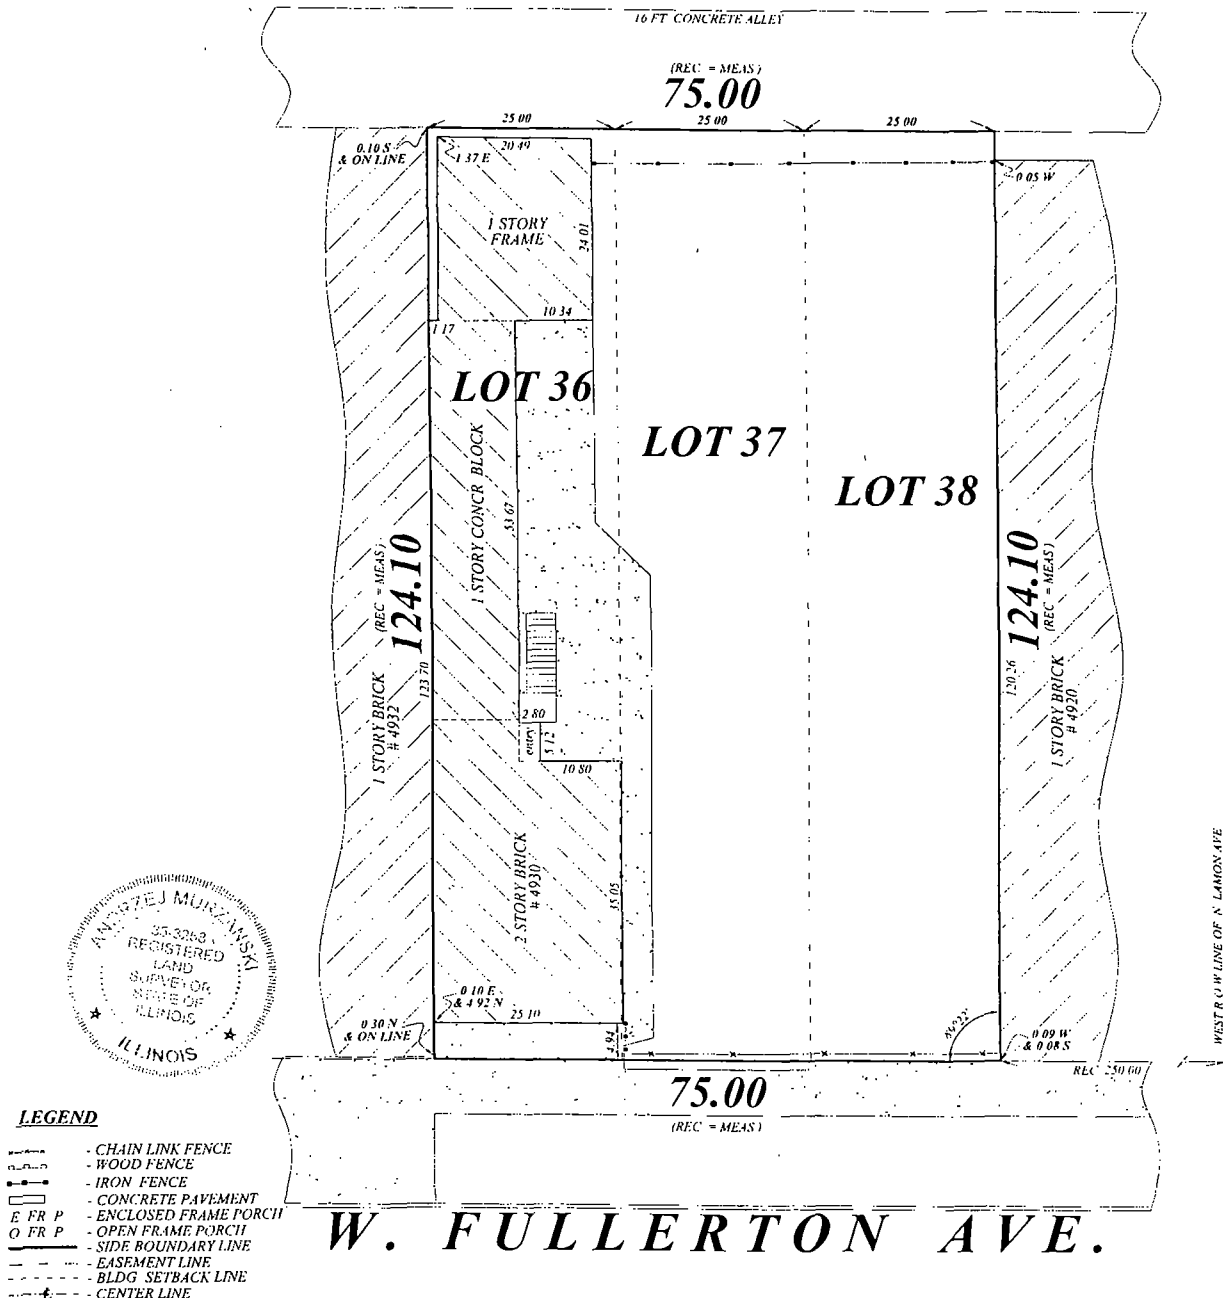 16 FT CONCRETE ALLEY
(REC = MEAS)
75.00
25 00
25 00
25 00
0.10 S
& ON LINE
20 49
1 37 E
0 05 W
1 STORY
FRAME
24 01
10 34
1 17
LOT 36
LOT 37
LOT 38
1 STORY CONCR BLOCK
53 67
124.10
(REC = MEAS)
124.10
(REC = MEAS)
123 70
120 26
1 STORY BRICK
# 4932
1 STORY BRICK
# 4920
2 80
entry
5 12
10 80
2 STORY BRICK
# 4930
35 05
WEST R O W LINE OF N LAMON AVE
ANDRZEJ MURZANSKI
35-3258
REGISTERED
LAND
SURVEYOR
STATE OF
ILLINOIS
ILLINOIS
0 10 E
& 4 92 N
25 10
0 30 N
& ON LINE
4.94
0 09 W
& 0 08 S
REC 250 00
75.00
(REC = MEAS)
LEGEND
- CHAIN LINK FENCE
- WOOD FENCE
- IRON FENCE
- CONCRETE PAVEMENT
E FR P - ENCLOSED FRAME PORCH
O FR P - OPEN FRAME PORCH
- SIDE BOUNDARY LINE
- EASEMENT LINE
- BLDG SETBACK LINE
- CENTER LINE
W. FULLERTON AVE.